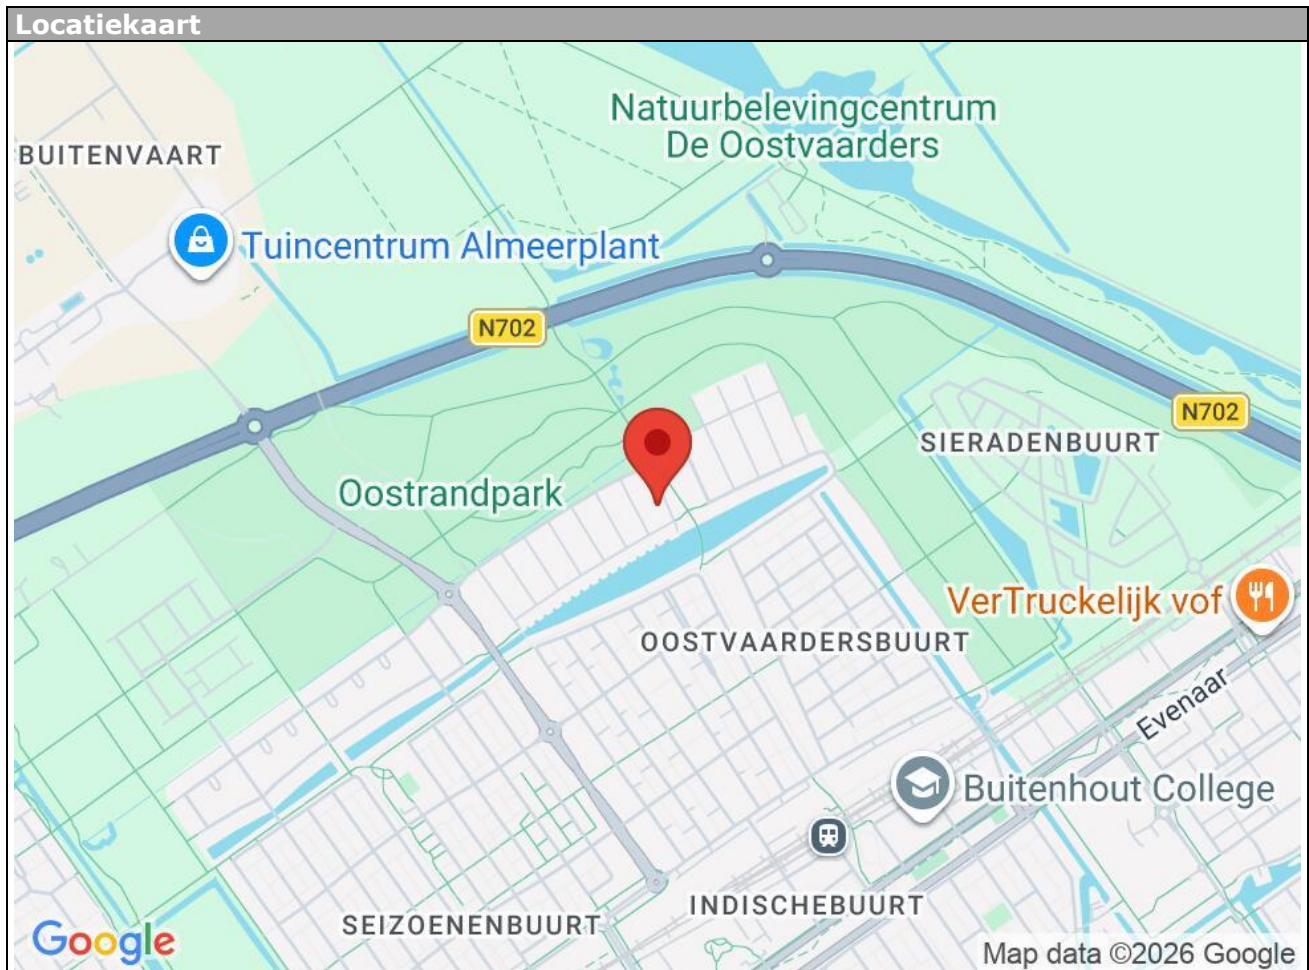 Locatiekaart
Natuurbelevingcentrum
De Oostvaarders
BUITENVAART
Tuincentrum Almeerplant
N702
N702
SIERADENBUURT
Oostrandpark
VerTruckelijk vof
OOSTVAARDERSBUURT
Evenaar
Buitenhout College
INDISCHEBUURT
SEIZOENENBUURT
Google
Map data ©2026 Google